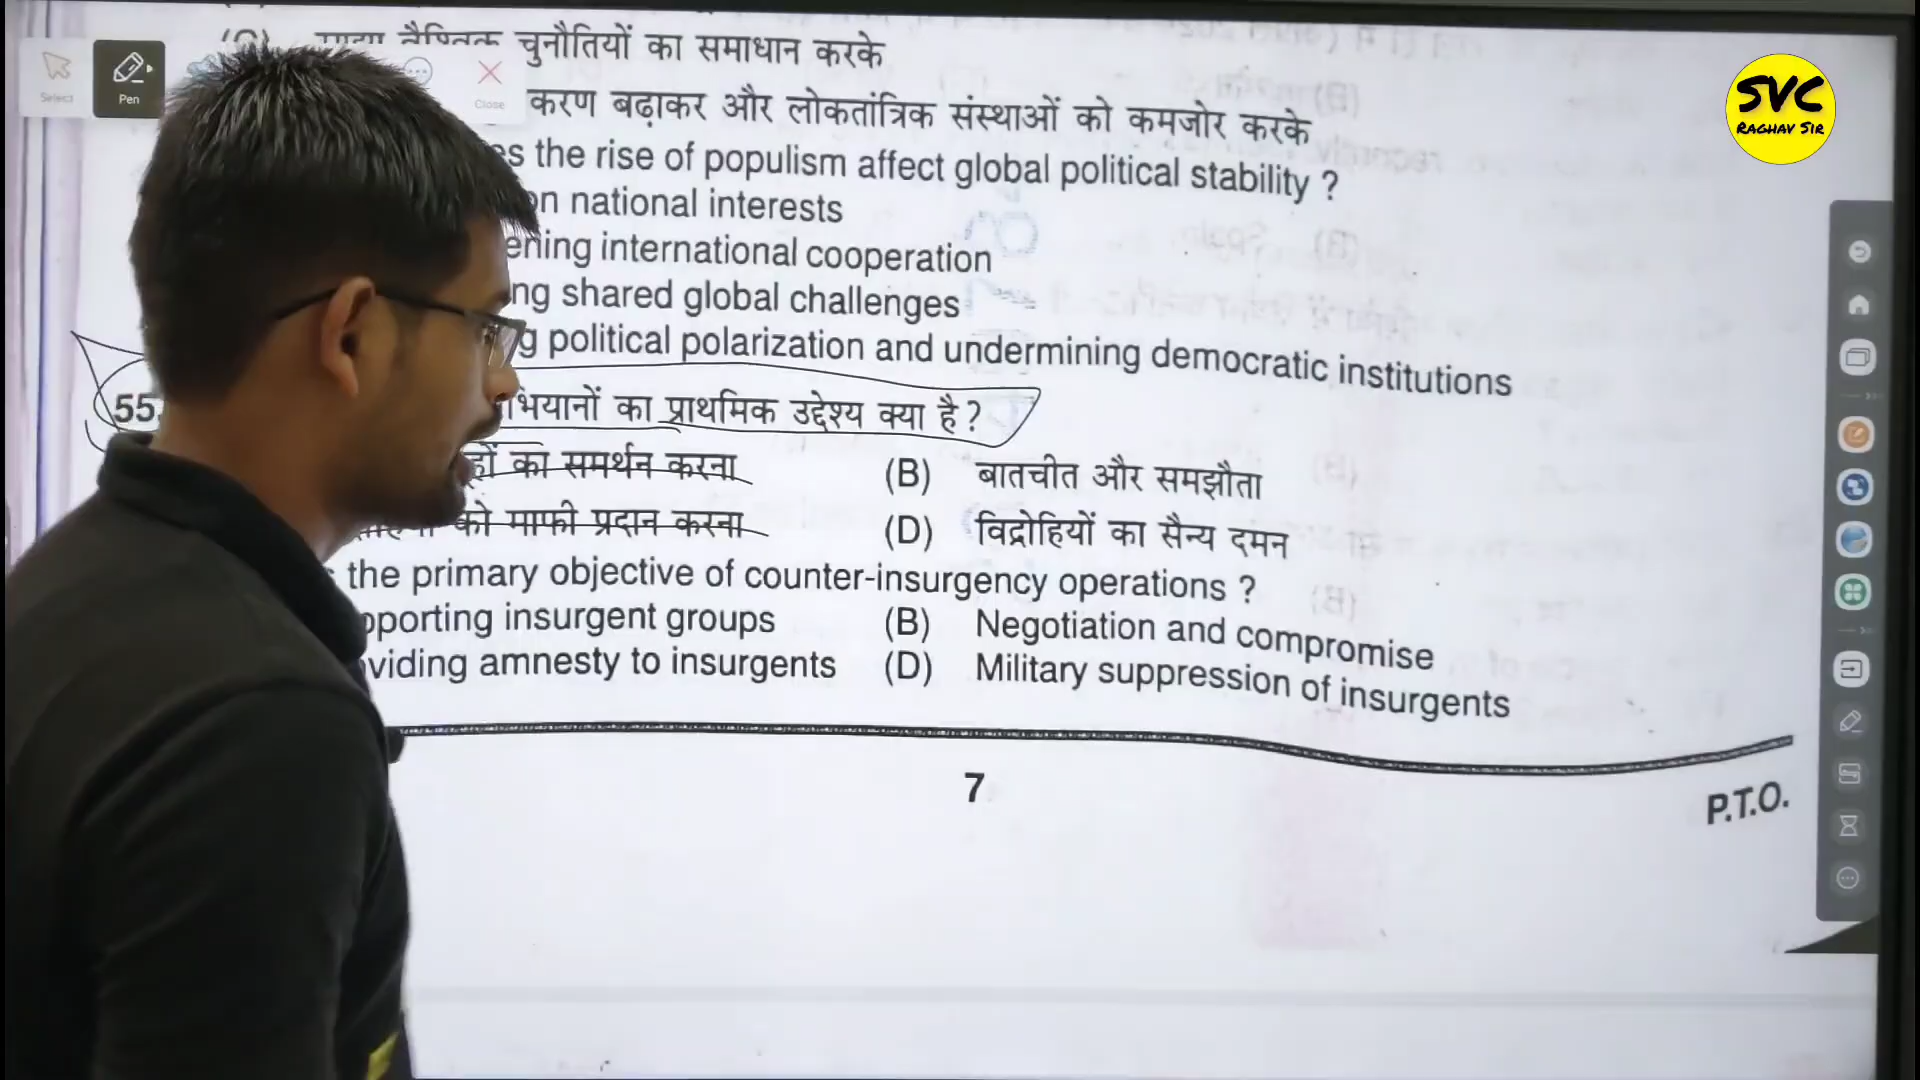 चुनौतियों का समाधान करके
करण बढ़ाकर और लोकतांत्रिक संस्थाओं को कमजोर करके
es the rise of populism affect global political stability ?
on national interests
ening international cooperation
ng shared global challenges
g political polarization and undermining democratic institutions
55.
भियानों का प्राथमिक उद्देश्य क्या है?
हों का समर्थन करना (B) बातचीत और समझौता
को माफी प्रदान करना (D) विद्रोहियों का सैन्य दमन
the primary objective of counter-insurgency operations ?
pporting insurgent groups (B) Negotiation and compromise
viding amnesty to insurgents (D) Military suppression of insurgents
7
P.T.O.
Select
Pen
Close
SVC
RAGHAV SIR